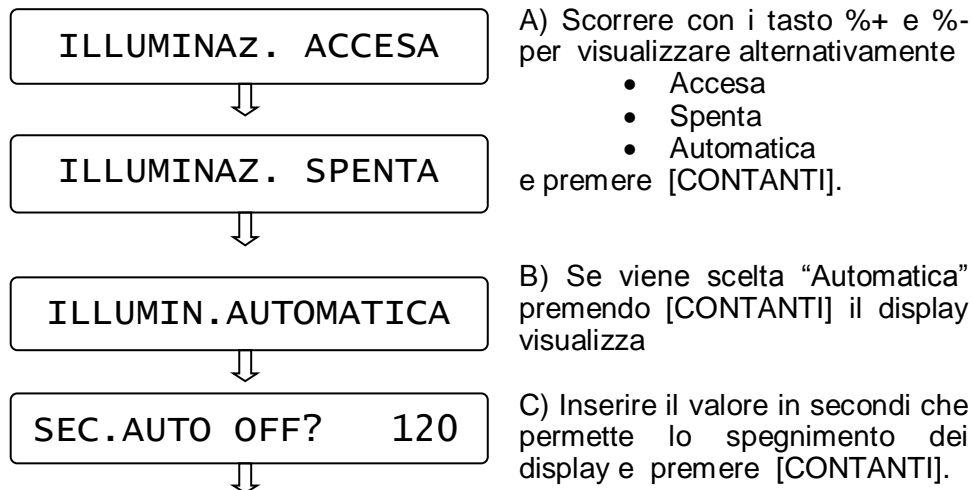 ILLUMINAz. ACCESA
ILLUMINAZ. SPENTA
ILLUMIN.AUTOMATICA
SEC.AUTO OFF? 120
A) Scorrere con i tasto %+ e %-
per visualizzare alternativamente
• Accesa
• Spenta
• Automatica
e premere [CONTANTI].
B) Se viene scelta “Automatica”
premendo [CONTANTI] il display
visualizza
C) Inserire il valore in secondi che
permette lo spegnimento dei
display e premere [CONTANTI].